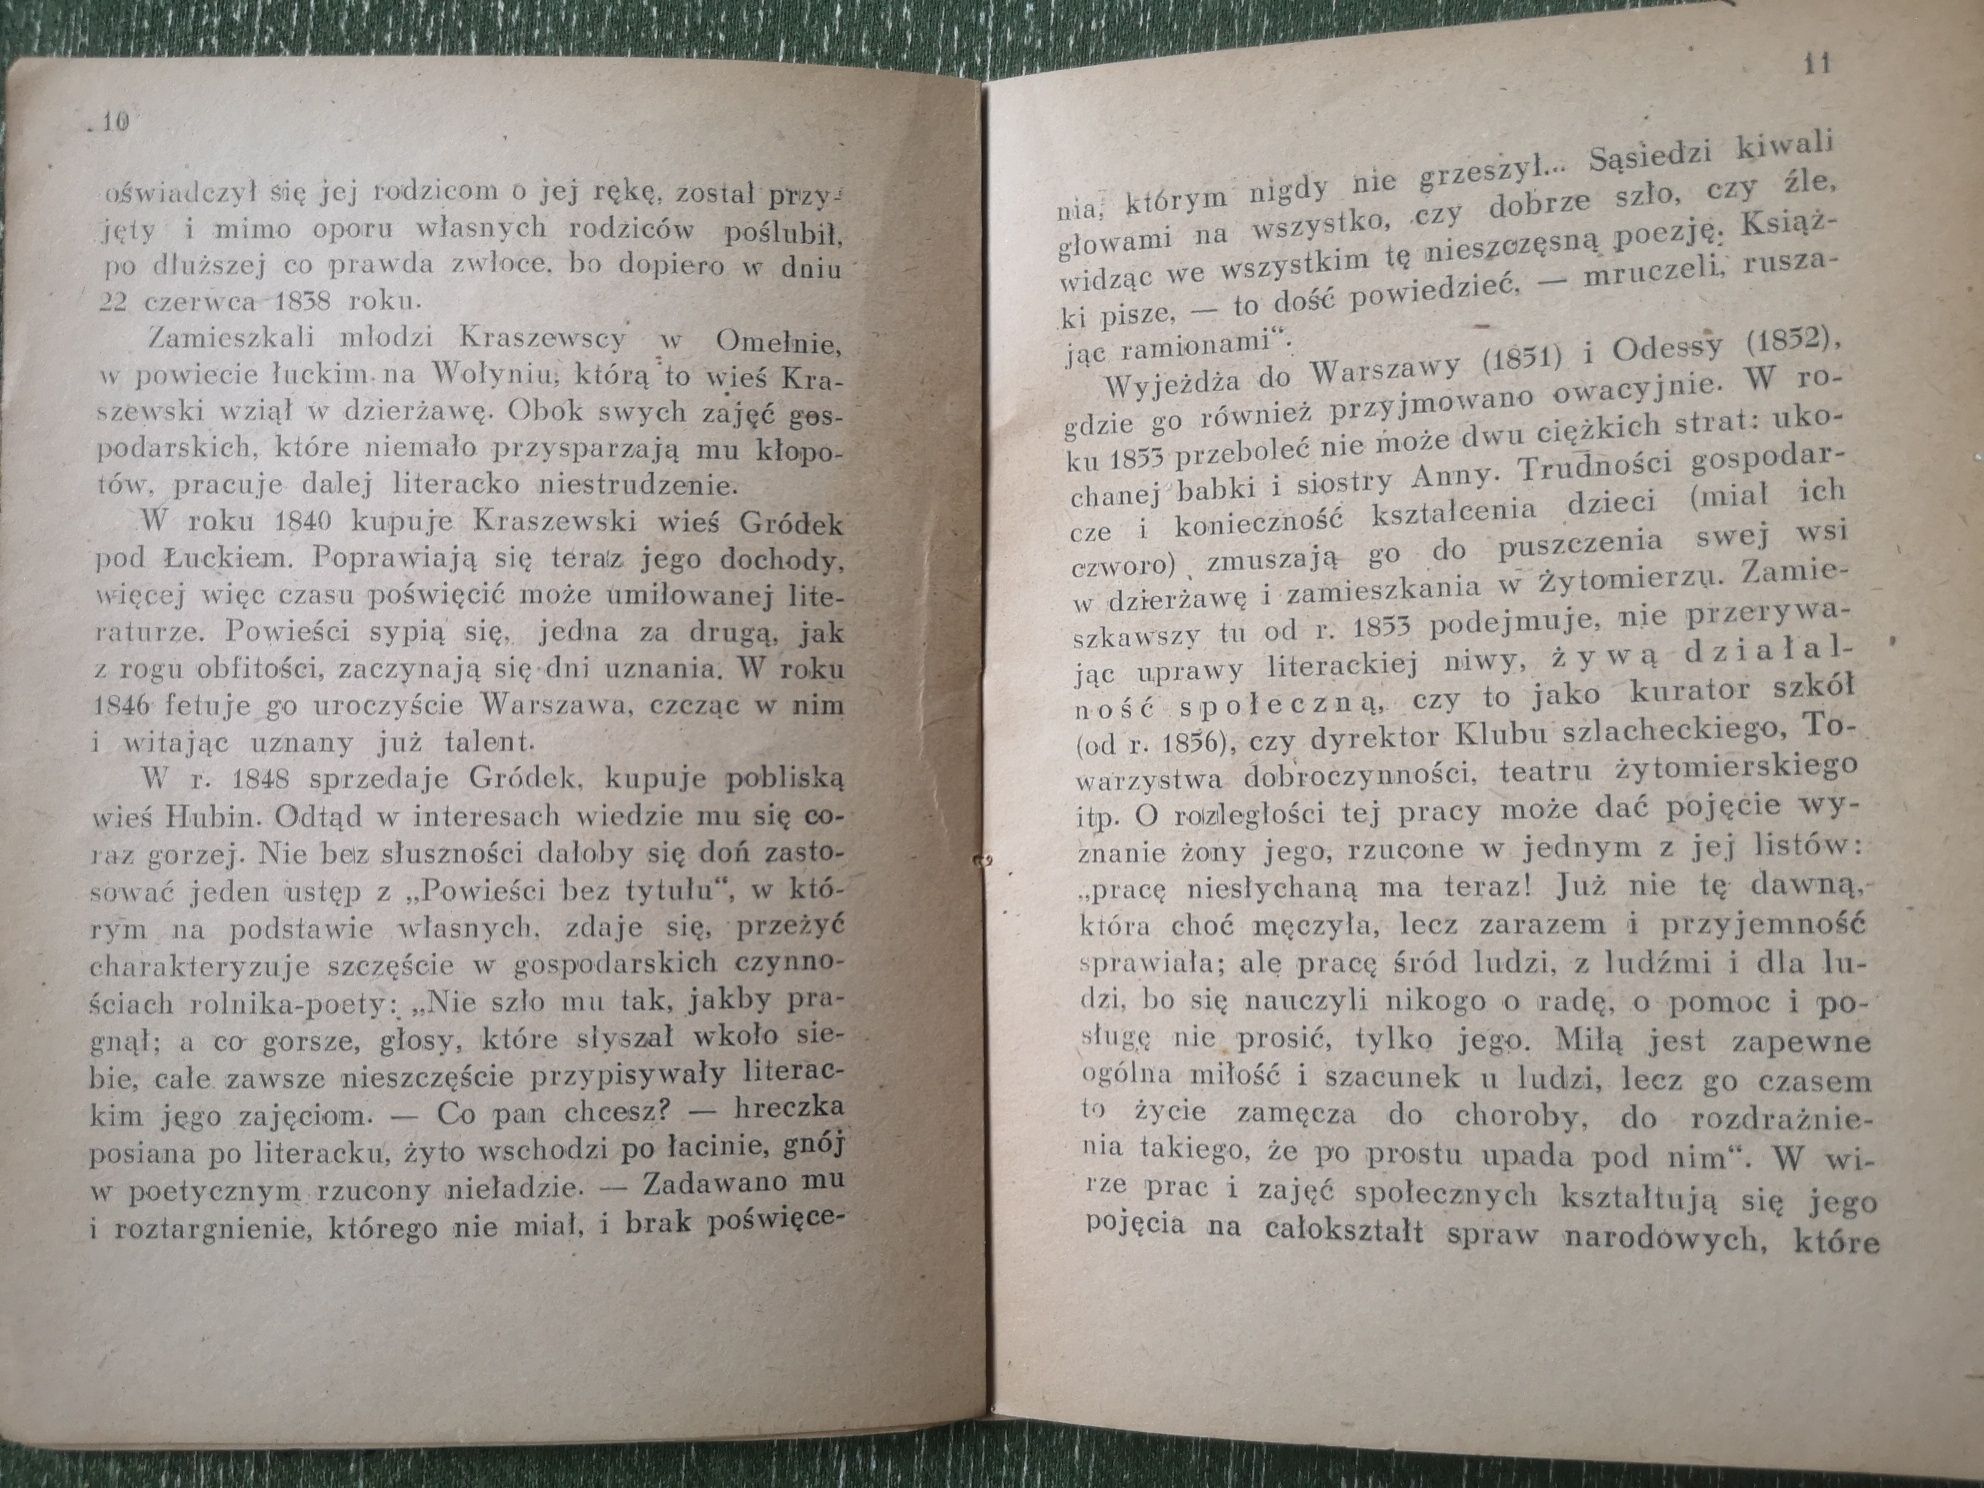 10
oświadczył się jej rodzicom o jej rękę, został przy-
jęty i mimo oporu własnych rodziców poślubił,
po dłuższej co prawda zwłoce, bo dopiero w dniu
22 czerwca 1838 roku.
Zamieszkali młodzi Kraszewscy w Omelnie,
w powiecie łuckim na Wołyniu, którą to wieś Kra-
szewski wziął w dzierżawę. Obok swych zajęć gos-
podarskich, które niemało przysparzają mu kłopo-
tów, pracuje dalej literacko niestrudzenie.
W roku 1840 kupuje Kraszewski wieś Gródek
pod Łuckiem. Poprawiają się teraz jego dochody,
więcej więc czasu poświęcić może umiłowanej lite-
raturze. Powieści sypią się, jedna za drugą, jak
z rogu obfitości, zaczynają się dni uznania. W roku
1846 fetuje go uroczyście Warszawa, czcząc w nim
i witając uznany już talent.
W r. 1848 sprzedaje Gródek, kupuje pobliską
wieś Hubin. Odtąd w interesach wiedzie mu się co-
raz gorzej. Nie bez słuszności dałoby się doń zasto-
sować jeden ustęp z „Powieści bez tytułu“, w któ-
rym na podstawie własnych, zdaje się, przeżyć
charakteryzuje szczęście w gospodarskich czynno-
ściach rolnika-poety: „Nie szło mu tak, jakby pra-
gnął; a co gorsze, głosy, które słyszał wkoło sie-
bie, całe zawsze nieszczęście przypisywały literac-
kim jego zajęciom. — Co pan chcesz? — hreczka
posiana po literacku, żyto wschodzi po łacinie, gnój
w poetycznym rzucony nieładzie. — Zadawano mu
i roztargnienie, którego nie miał, i brak poświęce-
11
nia, którym nigdy nie grzeszył... Sąsiedzi kiwali
głowami na wszystko, czy dobrze szło, czy źle,
widząc we wszystkim tę nieszczęsną poezję. Książ-
ki pisze, — to dość powiedzieć, — mruczeli, rusza-
jąc ramionami“.
Wyjeżdża do Warszawy (1851) i Odessy (1852),
gdzie go również przyjmowano owacyjnie. W ro-
ku 1853 przeboleć nie może dwu ciężkich strat: uko-
chanej babki i siostry Anny. Trudności gospodar-
cze i konieczność kształcenia dzieci (miał ich
czworo) zmuszają go do puszczenia swej wsi
w dzierżawę i zamieszkania w Żytomierzu. Zamie-
szkawszy tu od r. 1853 podejmuje, nie przerywa-
jąc uprawy literackiej niwy, żywą działal-
ność społeczną, czy to jako kurator szkół
(od r. 1856), czy dyrektor Klubu szlacheckiego, To-
warzystwa dobroczynności, teatru żytomierskiego
itp. O rozległości tej pracy może dać pojęcie wy-
znanie żony jego, rzucone w jednym z jej listów:
„pracę niesłychaną ma teraz! Już nie tę dawną,
która choć męczyła, lecz zarazem i przyjemność
sprawiała; ale pracę śród ludzi, z ludźmi i dla lu-
dzi, bo się nauczyli nikogo o radę, o pomoc i po-
sługę nie prosić, tylko jego. Miłą jest zapewne
ogólna miłość i szacunek u ludzi, lecz go czasem
to życie zamęcza do choroby, do rozdrażnie-
nia takiego, że po prostu upada pod nim“. W wi-
rze prac i zajęć społecznych kształtują się jego
pojęcia na całokształt spraw narodowych, które